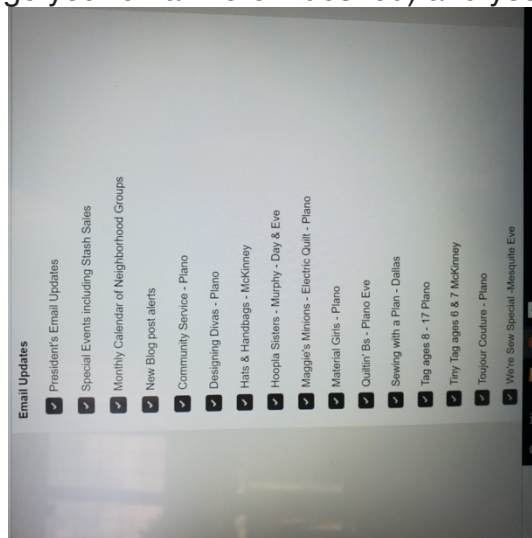 Email Updates
President's Email Updates
Special Events including Stash Sales
Monthly Calendar of Neighborhood Groups
New Blog post alerts
Community Service - Plano
Designing Divas - Plano
Hats & Handbags - McKinney
Hoopla Sisters - Murphy - Day & Eve
Maggie's Minions - Electric Quilt - Plano
Material Girls - Plano
Quiltin' Bs - Plano Eve
Sewing with a Plan - Dallas
Tag ages 8 - 17 Plano
Tiny Tag ages 6 & 7 McKinney
Toujour Couture - Plano
We're Sew Special -Mesquite Eve